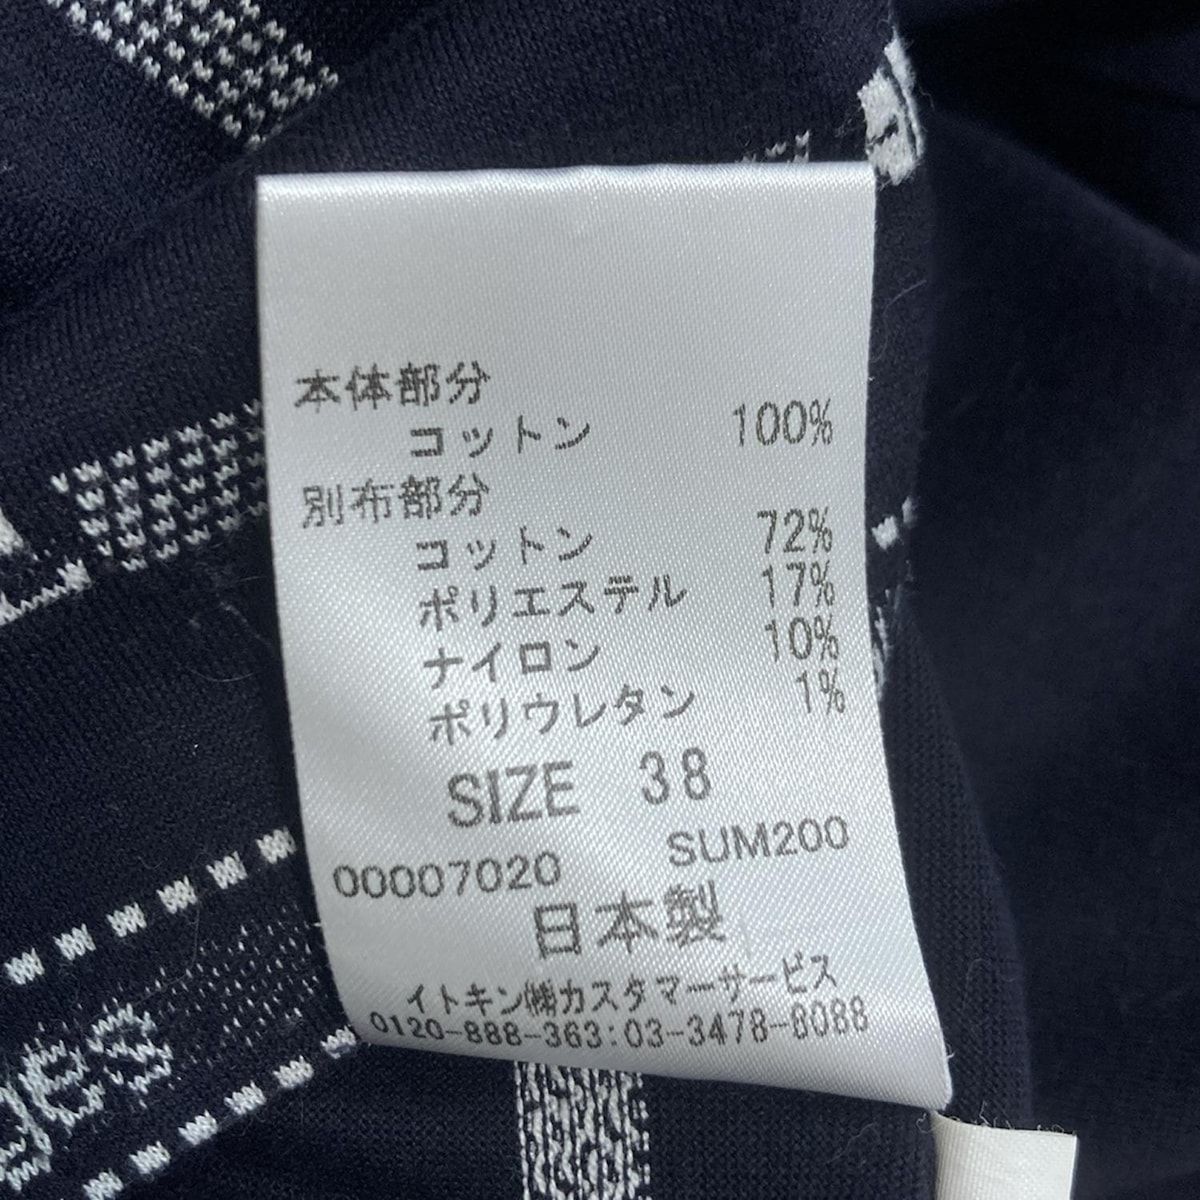 本体部分
コットン 100%
別布部分
コットン 72%
ポリエステル 17%
ナイロン 10%
ポリウレタン 1%
SIZE 38
00007020 SUM200
日本製
イトキン㈱カスタマーサービス
0120-888-363:03-3478-8088
ges